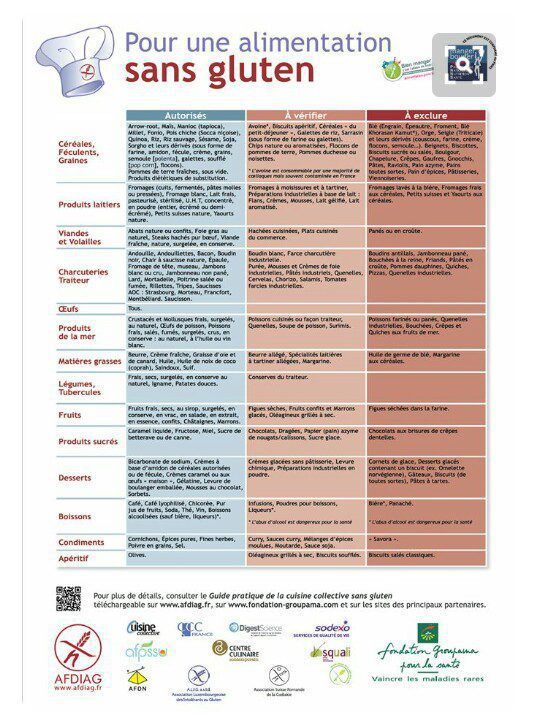 Pour une alimentation
sans gluten
Autorisés
À vérifier
À exclure
Céréales,
Féculents,
Graines
Arrow-root, Maïs, Manioc (tapioca),
Millet, Fonio, Pois chiche (Socca niçoise),
Quinoa, Riz, Riz sauvage, Sésame, Soja,
Sorgho et leurs dérivés sous forme de
farine, amidon, fécule, crème, grains,
semoule [polenta], galettes, soufflé
[pop corn], flocons).
Pommes de terre fraîches, sous vide.
Produits diététiques de substitution.
Avoine*, Biscuits apéritif, Céréales « du
petit-déjeuner », Galettes de riz, Sarrasin
(sous forme de farine ou galettes).
Chips nature ou aromatisées, Flocons de
pommes de terre, Pommes duchesse ou
noisettes.
Blé (Engrain, Épeautre, Froment, Blé
Khorasan Kamut®), Orge, Seigle (Triticale)
et leurs dérivés (couscous, farine, crème,
flocons, semoule…). Beignets, Biscottes,
Biscuits sucrés ou salés, Boulgour,
Chapelure, Crêpes, Gaufres, Gnocchis,
Pâtes, Raviolis, Pain azyme, Pains
toutes sortes, Pain d'épices, Pâtisseries,
Viennoiseries.
Produits laitiers
Fromages (cuits, fermentés, pâtes molles
ou pressées), Fromage blanc, Lait frais,
pasteurisé, stérilisé, U.H.T, concentré,
en poudre (entier, écrémé ou demi-
écrémé), Petits suisses nature, Yaourts
nature.
Fromages à moisissures et à tartiner,
Préparations industrielles à base de lait :
Flans, Crèmes, Mousses, Lait gélifié, Lait
aromatisé.
Fromages lavés à la bière, Fromages frais
aux céréales, Petits suisses et Yaourts aux
céréales.
Viandes
et Volailles
Abats nature ou confits, Foie gras au
naturel, Steaks hachés pur bœuf, Viande
fraîche, nature, surgelée, en conserve.
Hachées cuisinées, Plats cuisinés
du commerce.
Panés ou en croûte.
Charcuteries
Traiteur
Andouille, Andouillettes, Bacon, Boudin
noir, Chair à saucisse nature, Épaule,
Fromage de tête, museau, Jambons
blanc ou cru, Jambonneau non pané,
Lard, Mortadelle, Poitrine salée ou
fumée, Rillettes, Tripes, Saucisses
AOC : Strasbourg, Morteau, Francfort,
Montbéliard. Saucisson.
Boudin blanc, Farce charcutière
industrielle.
Purée, Mousses et Crèmes de foie
industrielles, Pâtés industriels, Quenelles,
Cervelas, Chorizo, Salamis, Tomates
farcies industrielles.
Boudins antillais, Jambonneau pané,
Bouchées à la reine, Friands, Pâtés en
croûte, Pommes dauphines, Quiches,
Pizzas, Quenelles industrielles.
Œufs
Tous.
Produits
de la mer
Crustacés et Mollusques frais, surgelés,
au naturel, Œufs de poisson, Poissons
frais, salés, fumés, surgelés, crus, en
conserve : au naturel, à l'huile ou vin
blanc.
Poissons cuisinés ou façon traiteur,
Quenelles, Soupe de poisson, Surimis.
Poissons farinés ou panés, Quenelles
industrielles, Bouchées, Crêpes et
Quiches aux fruits de mer.
Matières grasses
Beurre, Crème fraîche, Graisse d'oie et
de canard, Huile, Huile de noix de coco
(coprah), Saindoux, Suif.
Beurre allégé, Spécialités laitières
à tartiner allégées, Margarine.
Huile de germe de blé, Margarine
aux céréales.
Légumes,
Tubercules
Frais, secs, surgelés, en conserve au
naturel, Igname, Patates douces.
Conserves du traiteur.
Fruits
Fruits frais, secs, au sirop, surgelés, en
conserve, en vrac, en salade, en extrait,
en essence, confits, Châtaignes, Marrons.
Figues sèches, Fruits confits et Marrons
glacés, Oléagineux grillés à sec.
Figues séchées dans la farine.
Produits sucrés
Caramel liquide, Fructose, Miel, Sucre de
betterave ou de canne.
Chocolats, Dragées, Papier (pain) azyme
de nougats/calissons, Sucre glace.
Chocolats aux brisures de crêpes
dentelles.
Desserts
Bicarbonate de sodium, Crèmes à
base d'amidon de céréales autorisées
ou de fécule, Crèmes caramel ou aux
œufs « maison », Gélatine, Levure de
boulanger emballée, Mousses au chocolat,
Sorbets.
Crèmes glacées sans pâtisserie, Levure
chimique, Préparations industrielles en
poudre.
Cornets de glace, Desserts glacés
contenant un biscuit (ex. Omelette
norvégienne), Gâteaux, Biscuits (de
toutes sortes), Pâtes à tartes.
Boissons
Café, Café lyophilisé, Chicorée, Pur
jus de fruits, Soda, Thé, Vin, Boissons
alcoolisées (sauf bière, liqueurs)*.
Infusions, Poudres pour boissons,
Liqueurs*.
* L'abus d'alcool est dangereux pour la santé
Bière*, Panaché.
* L'abus d'alcool est dangereux pour la santé
Condiments
Cornichons, Épices pures, Fines herbes,
Poivre en grains, Sel.
Curry, Sauces curry, Mélanges d'épices
moulues, Moutarde, Sauce soja.
« Savora ».
Apéritif
Olives.
Oléagineux grillés à sec, Biscuits soufflés.
Biscuits salés classiques.
Pour plus de détails, consulter le Guide pratique de la cuisine collective sans gluten
téléchargeable sur www.afdiag.fr, sur www.fondation-groupama.com et sur les sites des principaux partenaires.
AFDIAG
www.afdiag.fr
cuisine
collective
FRANCE
DigestScience
sodexo
SERVICES DE QUALITÉ DE VIE
afpssu
AFDN
CENTRE
CULINAIRE
squali
fondation Groupama
pour la santé
Vaincre les maladies rares